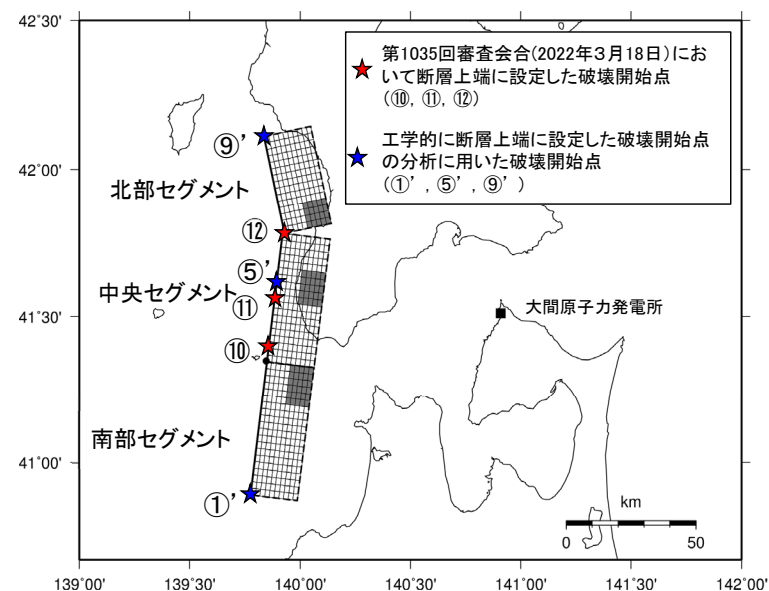 42°30'
第1035回審査会合(2022年3月18日)にお
いて断層上端に設定した破壊開始点
(⑩, ⑪, ⑫)
工学的に断層上端に設定した破壊開始点
の分析に用いた破壊開始点
(①’, ⑤’, ⑨’ )
⑨’
42°00'
北部セグメント
⑫
⑤’
中央セグメント
⑪
大間原子力発電所
41°30'
⑩
南部セグメント
41°00'
①’
km
0 50
139°00' 139°30' 140°00' 140°30' 141°00' 141°30' 142°00'